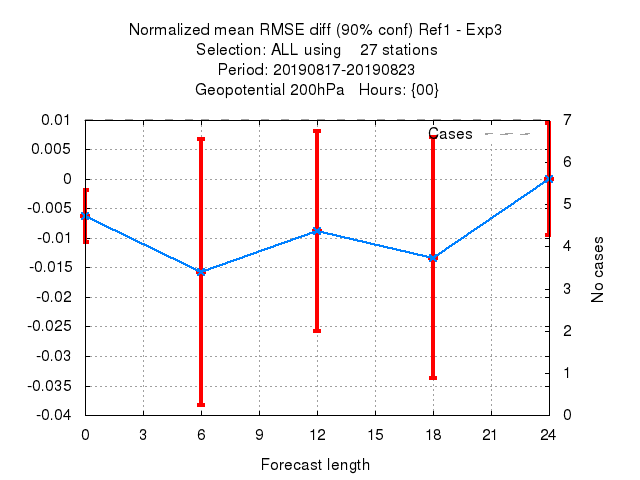 Normalized mean RMSE diff (90% conf) Ref1 - Exp3
Selection: ALL using    27 stations
Period: 20190817-20190823
Geopotential 200hPa   Hours: {00}
Cases
0.01
0.005
0
-0.005
-0.01
-0.015
-0.02
-0.025
-0.03
-0.035
-0.04
7
6
5
4
3
2
1
0
No cases
0 3 6 9 12 15 18 21 24
Forecast length